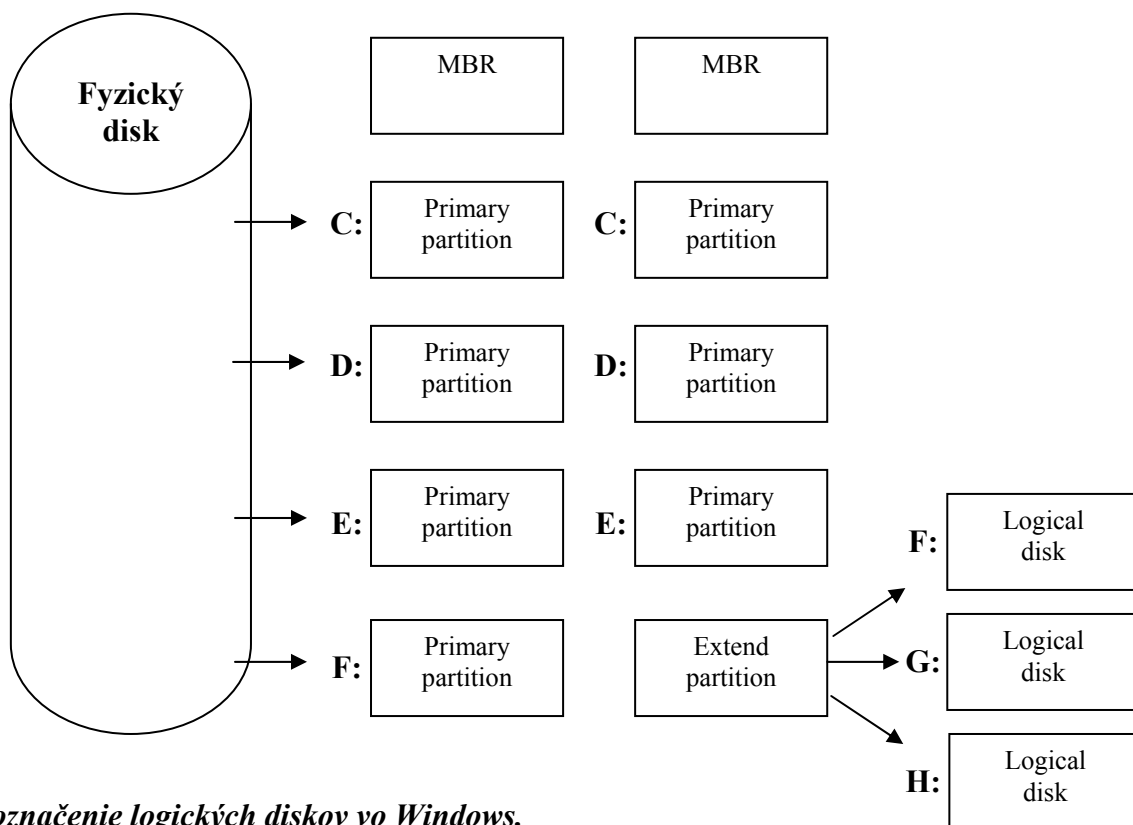 Fyzický
disk
MBR
MBR
C:
Primary
partition
C:
Primary
partition
D:
Primary
partition
D:
Primary
partition
E:
Primary
partition
E:
Primary
partition
F:
Logical
disk
F:
Primary
partition
Extend
partition
G:
Logical
disk
H:
Logical
disk
označenie logických diskov vo Windows.